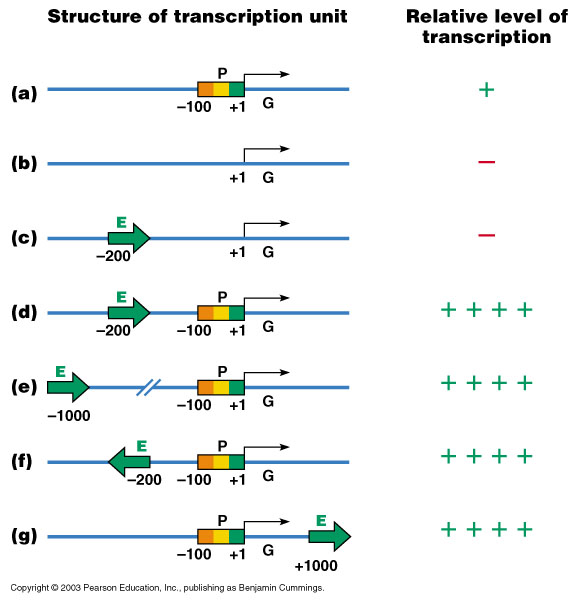 Structure of transcription unit
Relative level of
transcription
(a) P +
–100 +1 G
(b) –
+1 G
(c) E –
–200 +1 G
(d) E P + + + +
–200 –100 +1 G
(e) E P + + + +
–1000 –100 +1 G
(f) E P + + + +
–200 –100 +1 G
(g) P E + + + +
–100 +1 G +1000
Copyright © 2003 Pearson Education, Inc., publishing as Benjamin Cummings.